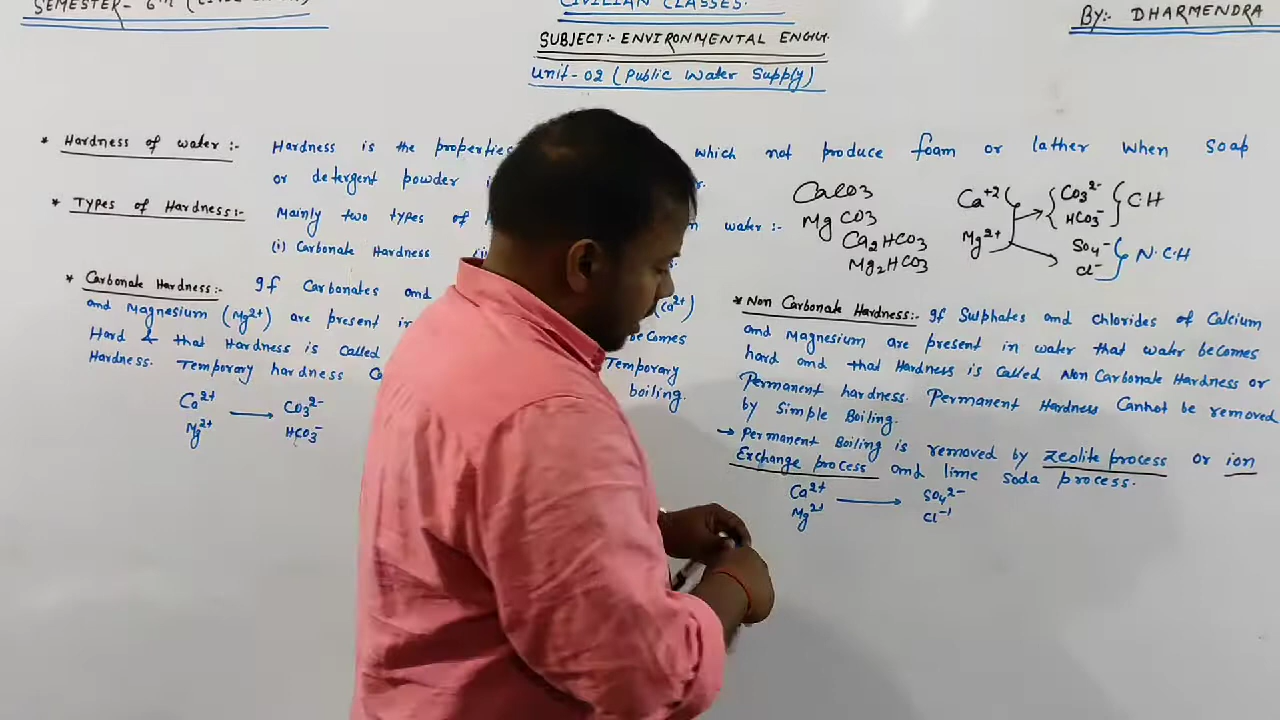 SEMESTER- 6th
CIVILIAN CLASSES.
BY:- DHARMENDRA
SUBJECT:- ENVIRONMENTAL ENGG.
Unit-02 (Public Water Supply)
* Hardness of water:- Hardness is the properties which not produce foam or lather when soap
or detergent powder
* Types of Hardness:- Mainly two types of water:-
(i) Carbonate Hardness
CaCO3
MgCO3
Ca2HCO3
Mg2HCO3
Ca+2 CO3 2- HCO3- } CH
Mg2+ SO4- Cl- } N.C.H
* Carbonate Hardness:- If Carbonates and (Ca2+)
and Magnesium (Mg2+) are present in becomes
Hard & that Hardness is called Temporary
Hardness. Temporary hardness boiling.
Ca2+ → CO3 2-
Mg2+ HCO3-
* Non Carbonate Hardness:- If Sulphates and chlorides of Calcium
and Magnesium are present in water that water becomes
hard and that Hardness is called Non Carbonate Hardness or
Permanent hardness. Permanent Hardness Cannot be removed
by Simple Boiling.
→ Permanent Boiling is removed by zeolite process or ion
Exchange process and lime soda process.
Ca2+ → SO4 2-
Mg2+ Cl-1